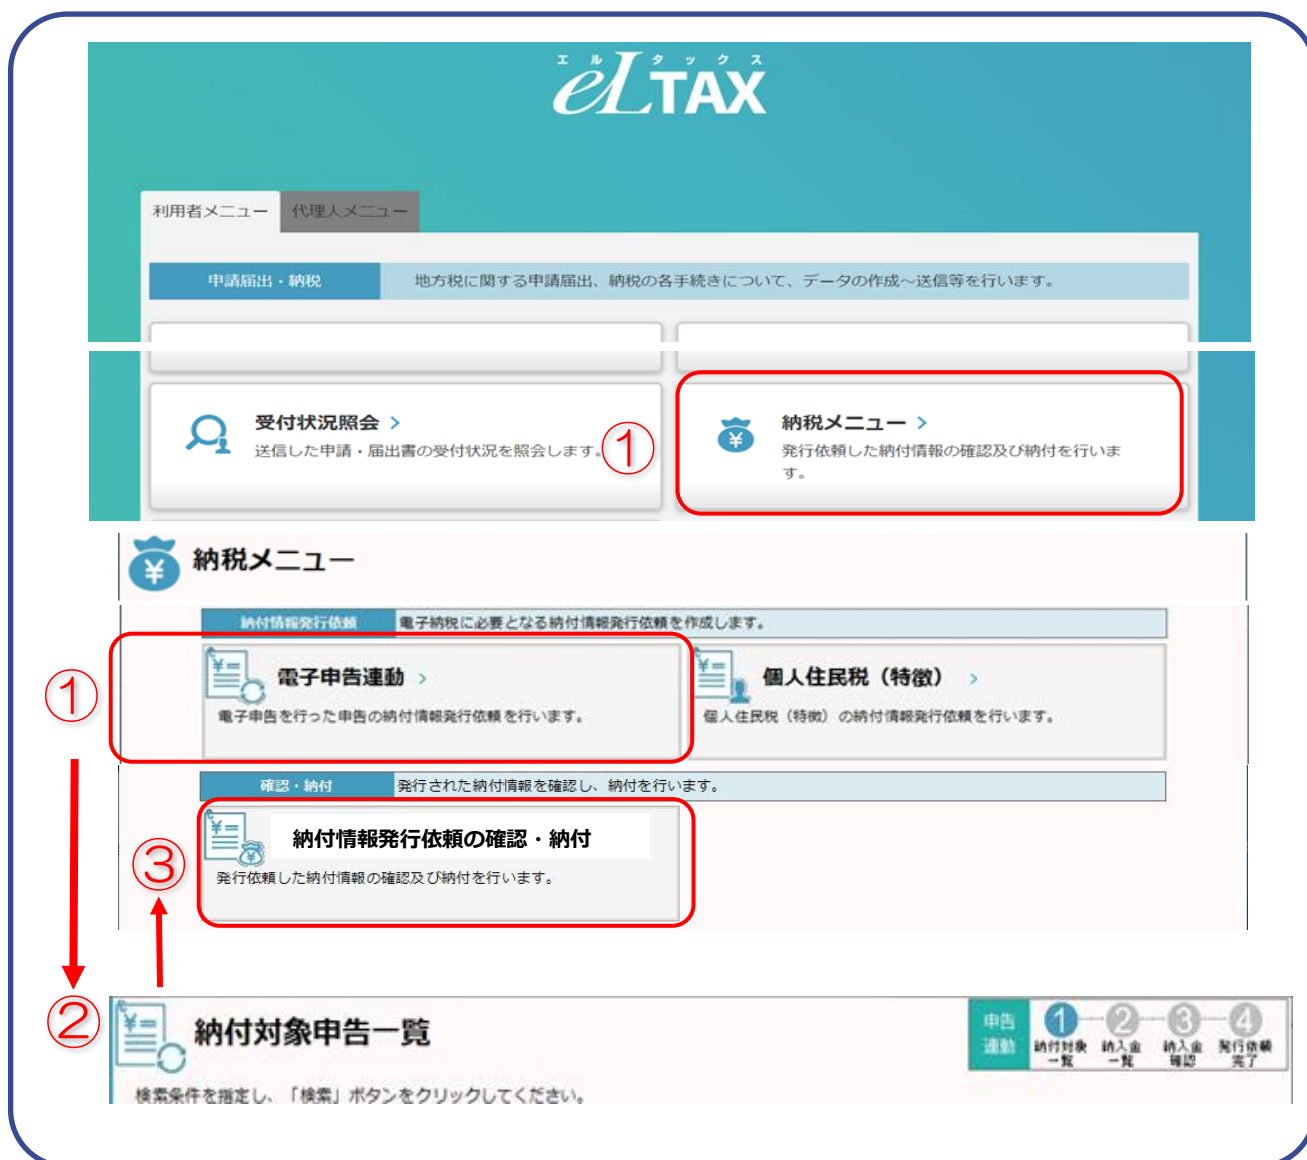 エルタックス
eLTAX
利用者メニュー 代理人メニュー
申請届出・納税 地方税に関する申請届出、納税の各手続きについて、データの作成～送信等を行います。
受付状況照会 >
送信した申請・届出書の受付状況を照会します。
①
納税メニュー >
発行依頼した納付情報の確認及び納付を行いま
す。
納税メニュー
納付情報発行依頼 電子納税に必要となる納付情報発行依頼を作成します。
①
電子申告連動 >
電子申告を行った申告の納付情報発行依頼を行います。
個人住民税（特徴） >
個人住民税（特徴）の納付情報発行依頼を行います。
確認・納付 発行された納付情報を確認し、納付を行います。
③
納付情報発行依頼の確認・納付
発行依頼した納付情報の確認及び納付を行います。
②
納付対象申告一覧
申告
連動
1 2 3 4
納付対象
一覧
納入金
一覧
納入金
確認
発行依頼
完了
検索条件を指定し、「検索」ボタンをクリックしてください。